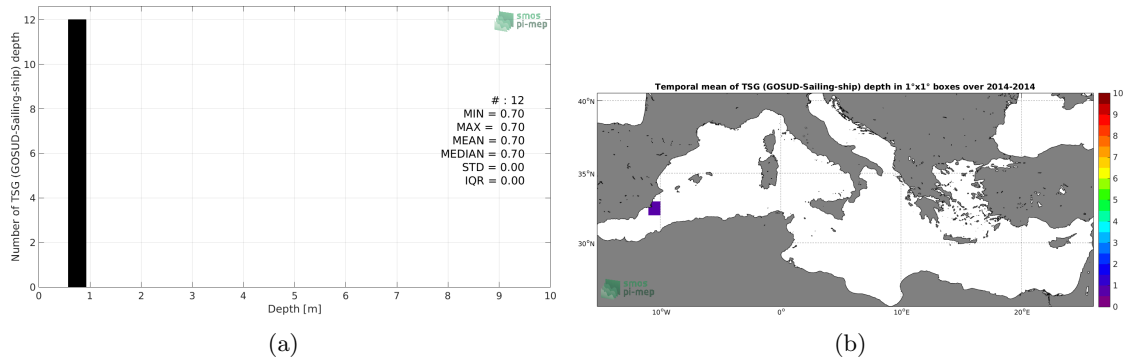 Number of TSG (GOSUD-Sailing-ship) depth
12
10
8
6
4
2
0
smos
pi-mep
# : 12
MIN = 0.70
MAX = 0.70
MEAN = 0.70
MEDIAN = 0.70
STD = 0.00
IQR = 0.00
0 1 2 3 4 5 6 7 8 9 10
Depth [m]
(a)
Temporal mean of TSG (GOSUD-Sailing-ship) depth in 1°x1° boxes over 2014-2014
40°N
35°N
30°N
smos
pi-mep
10°W 0° 10°E 20°E
10
9
8
7
6
5
4
3
2
1
0
(b)